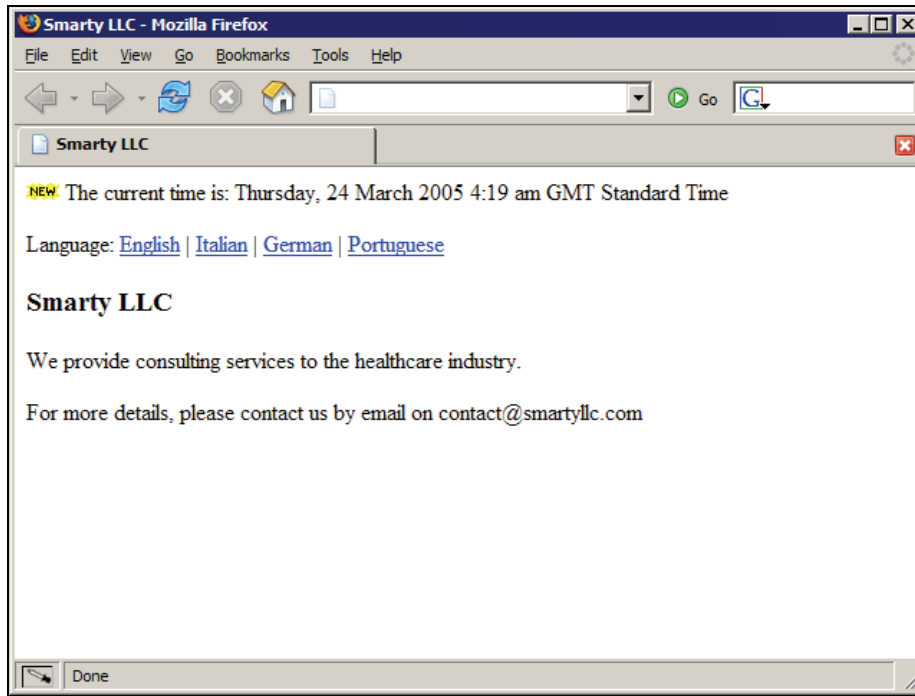 Smarty LLC - Mozilla Firefox
File Edit View Go Bookmarks Tools Help
Go G
Smarty LLC
NEW The current time is: Thursday, 24 March 2005 4:19 am GMT Standard Time
Language: English | Italian | German | Portuguese
Smarty LLC
We provide consulting services to the healthcare industry.
For more details, please contact us by email on contact@smartyllc.com
Done